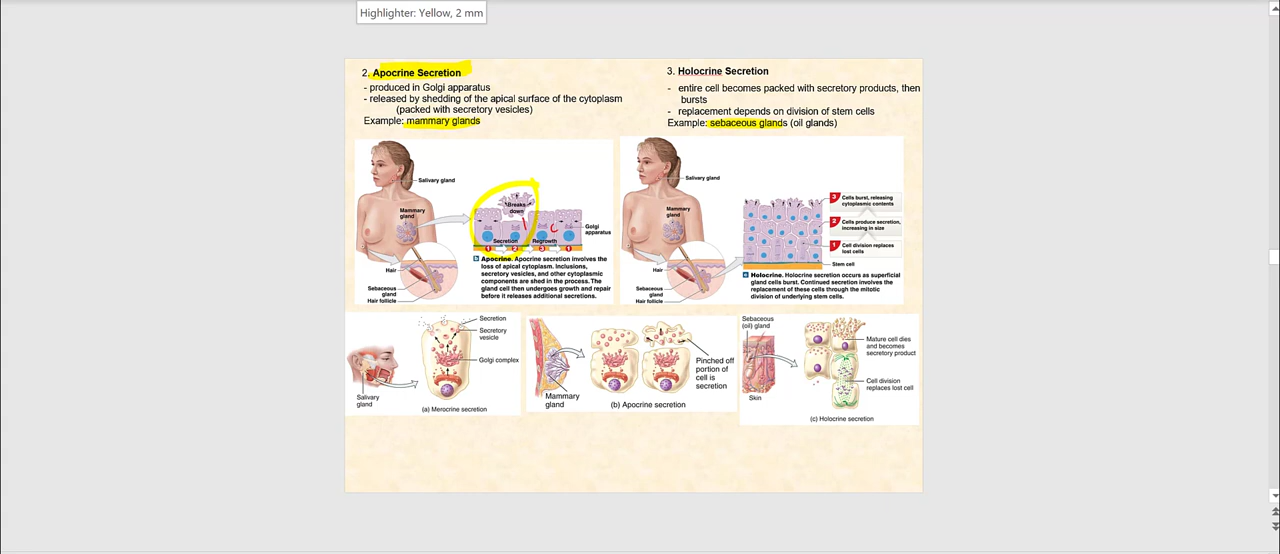 Highlighter: Yellow, 2 mm
2. Apocrine Secretion
- produced in Golgi apparatus
- released by shedding of the apical surface of the cytoplasm
(packed with secretory vesicles)
Example: mammary glands
3. Holocrine Secretion
- entire cell becomes packed with secretory products, then
bursts
- replacement depends on division of stem cells
Example: sebaceous glands (oil glands)
Salivary gland
Mammary
gland
Hair
Sebaceous
gland
Hair follicle
Breaks
down
Golgi
apparatus
Secretion
Regrowth
1 2 3 1
b Apocrine. Apocrine secretion involves the
loss of apical cytoplasm. Inclusions,
secretory vesicles, and other cytoplasmic
components are shed in the process. The
gland cell then undergoes growth and repair
before it releases additional secretions.
Salivary gland
Mammary
gland
Hair
Sebaceous
gland
Hair follicle
3 Cells burst, releasing
cytoplasmic contents
2 Cells produce secretion,
increasing in size
1 Cell division replaces
lost cells
Stem cell
Holocrine. Holocrine secretion occurs as superficial
gland cells burst. Continued secretion involves the
replacement of these cells through the mitotic
division of underlying stem cells.
Secretion
Secretory
vesicle
Golgi complex
Salivary
gland
(a) Merocrine secretion
Mammary
gland
Pinched off
portion of
cell is
secretion
(b) Apocrine secretion
Sebaceous
(oil) gland
Skin
Mature cell dies
and becomes
secretory product
Cell division
replaces lost cell
(c) Holocrine secretion